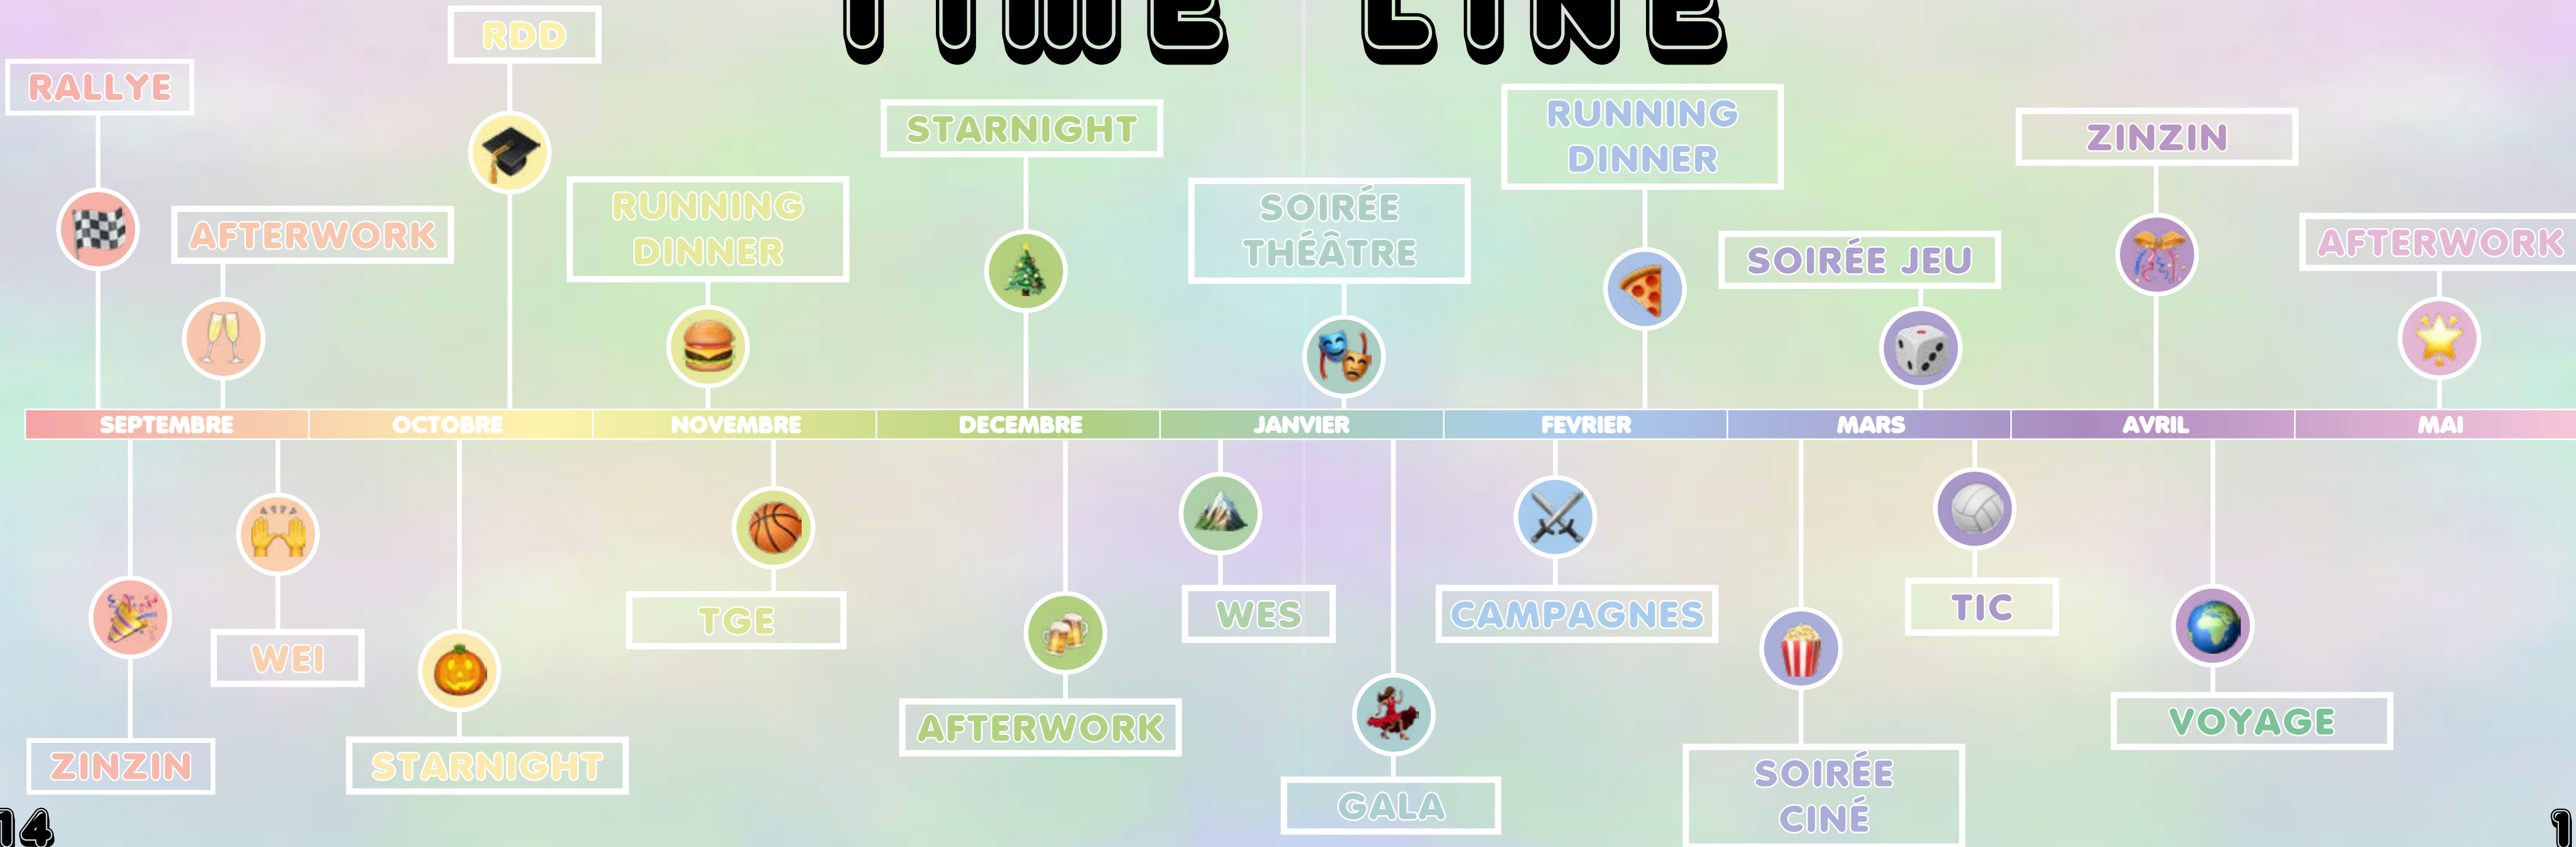 TIME LINE
RDD
RALLYE
STARNIGHT
RUNNING
DINNER
ZINZIN
AFTERWORK
RUNNING
DINNER
SOIRÉE
THÉÂTRE
SOIRÉE JEU
AFTERWORK
SEPTEMBRE OCTOBRE NOVEMBRE DECEMBRE JANVIER FEVRIER MARS AVRIL MAI
WEI
TGE
WES
CAMPAGNES
TIC
ZINZIN
STARNIGHT
AFTERWORK
GALA
SOIRÉE
CINÉ
VOYAGE
14
1